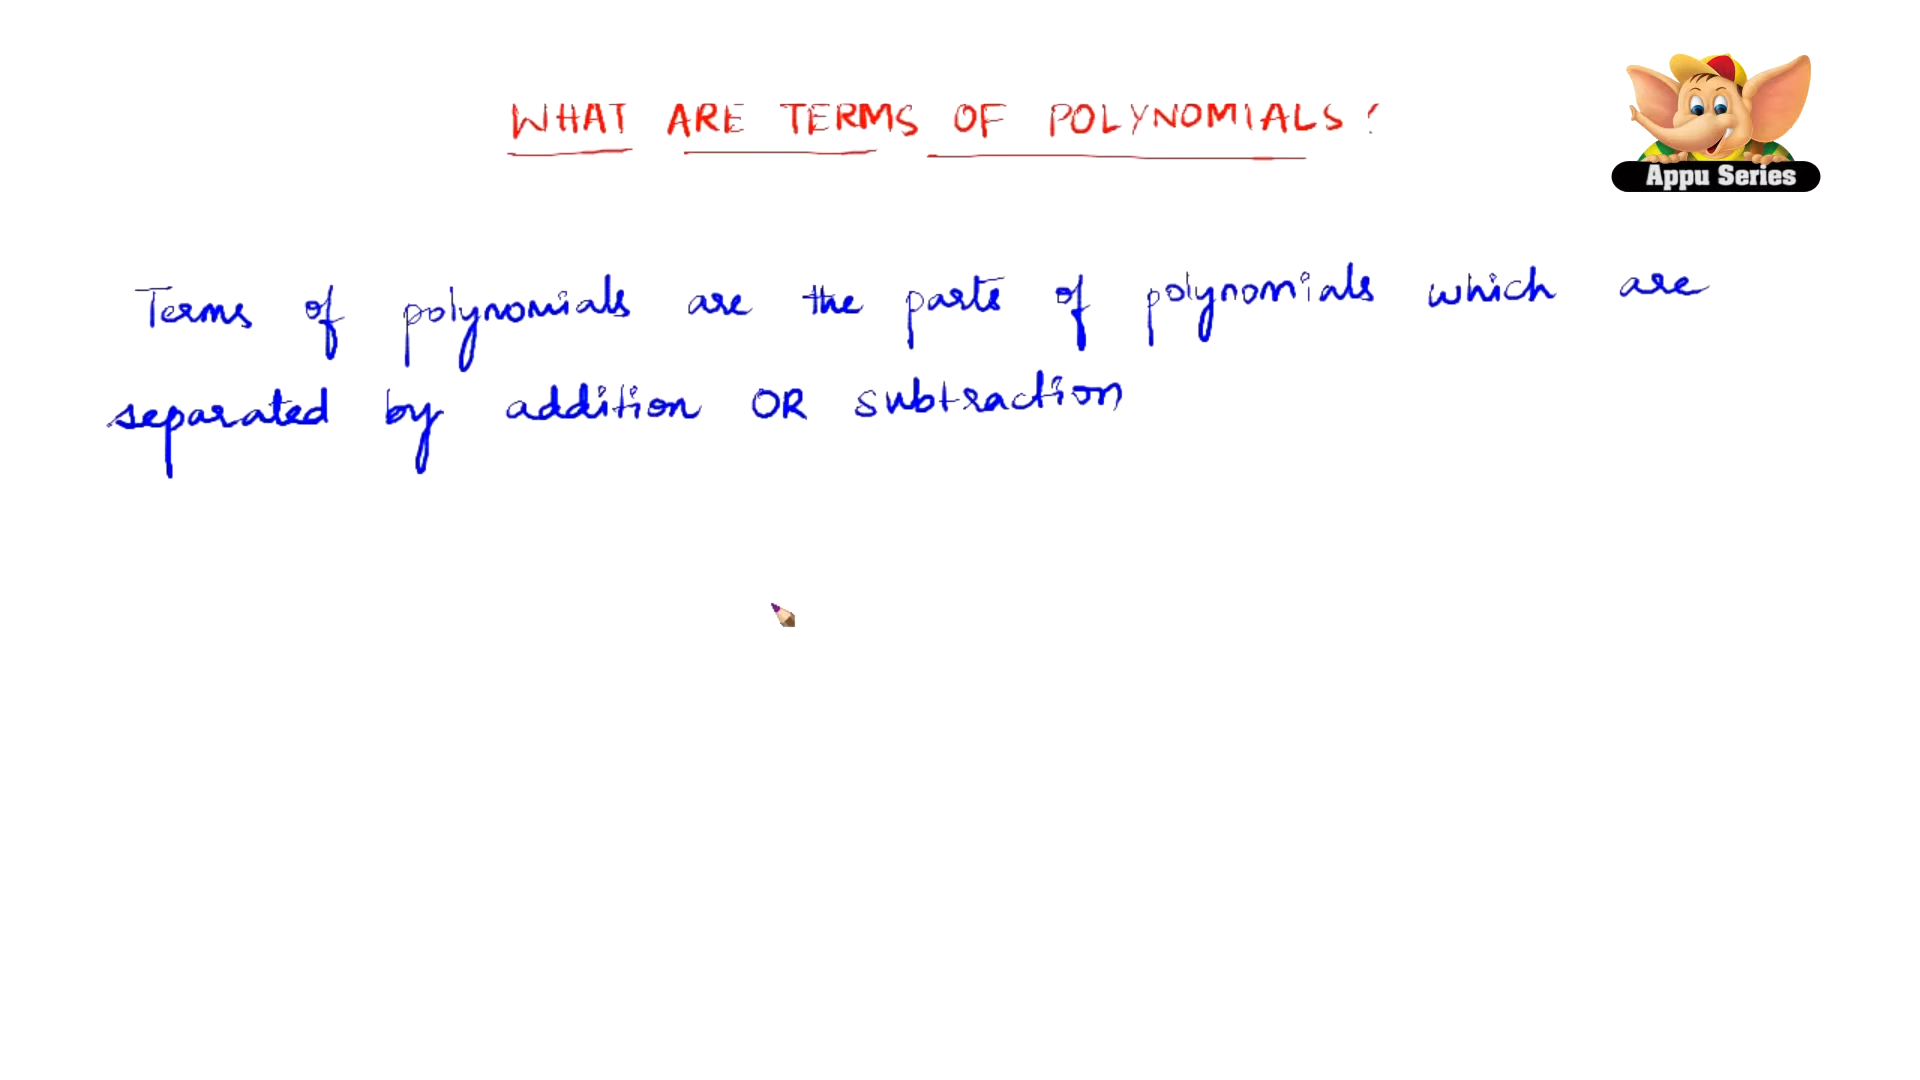 WHAT ARE TERMS OF POLYNOMIALS?
Appu Series
Terms of polynomials are the parts of polynomials which are
separated by addition OR subtraction